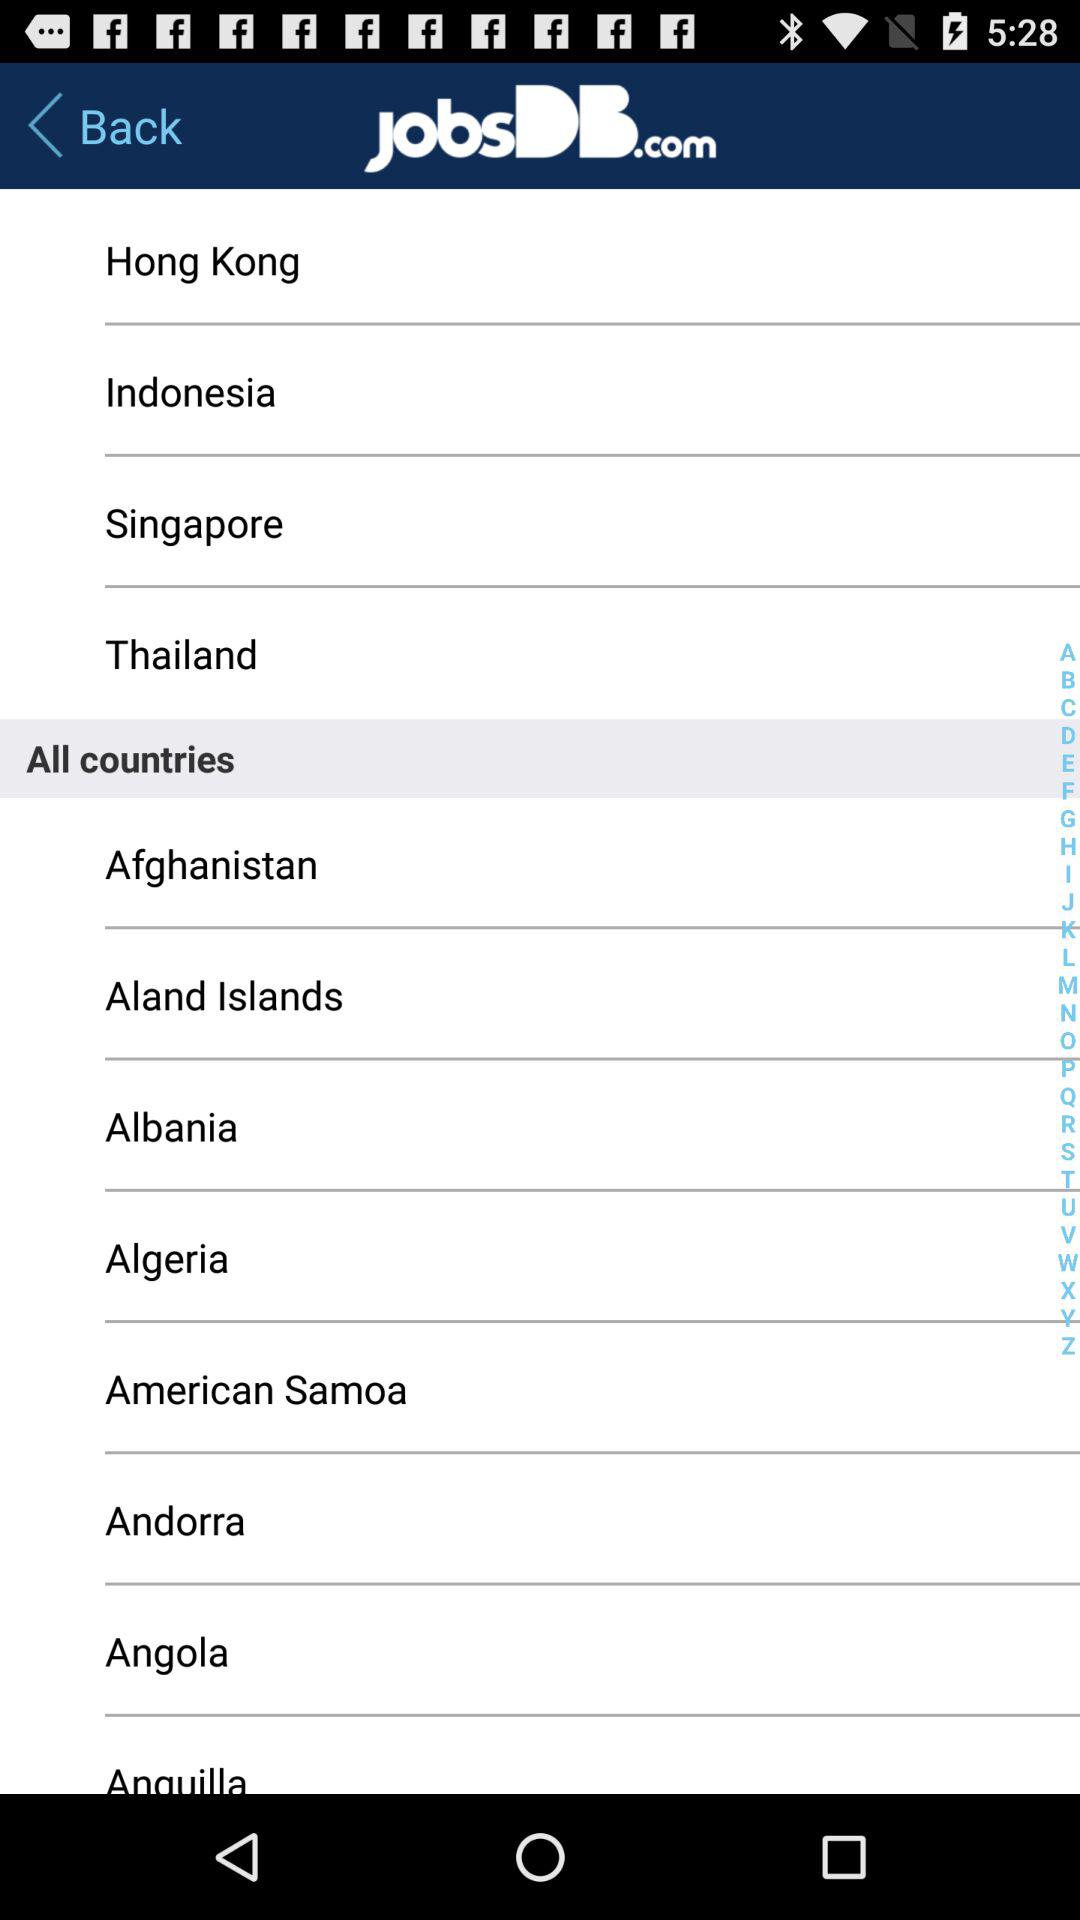 5:28
Back
jobsDB.com
Hong Kong
Indonesia
Singapore
Thailand
All countries
Afghanistan
Aland Islands
Albania
Algeria
American Samoa
Andorra
Angola
Anguilla
A
B
C
D
E
F
G
H
I
J
K
L
M
N
O
P
Q
R
S
T
U
V
W
X
Y
Z